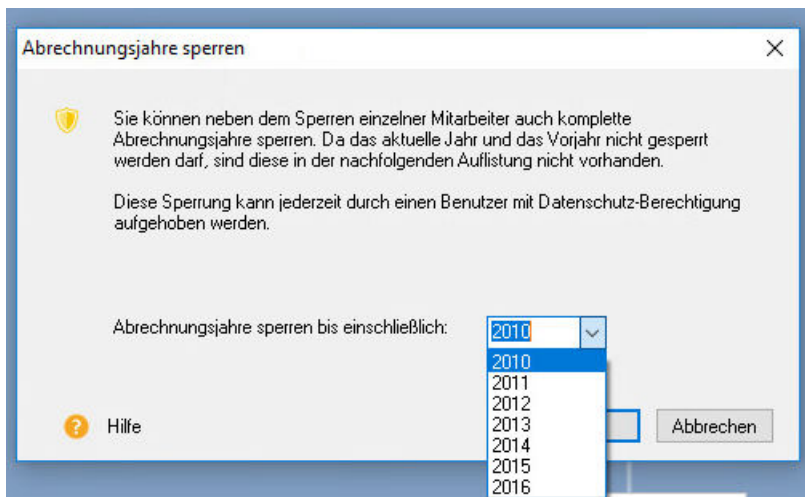 Abrechnungsjahre sperren
Sie können neben dem Sperren einzelner Mitarbeiter auch komplette
Abrechnungsjahre sperren. Da das aktuelle Jahr und das Vorjahr nicht gesperrt
werden darf, sind diese in der nachfolgenden Auflistung nicht vorhanden.
Diese Sperrung kann jederzeit durch einen Benutzer mit Datenschutz-Berechtigung
aufgehoben werden.
Abrechnungsjahre sperren bis einschließlich: 2010
2010
2011
2012
2013
2014
2015
2016
Hilfe
Abbrechen